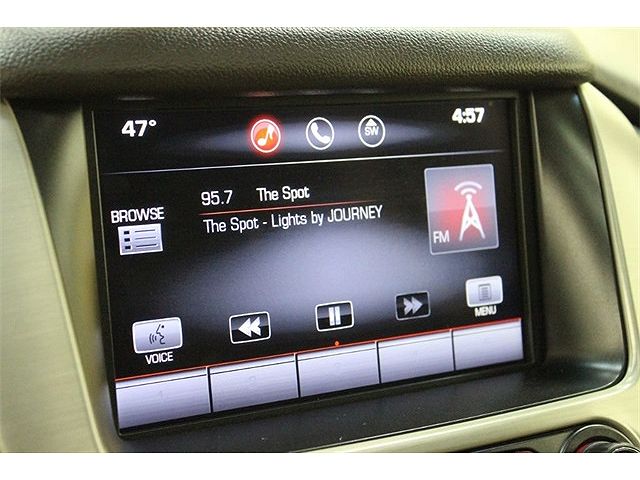 47°
SW
4:57
95.7 The Spot
BROWSE
The Spot - Lights by JOURNEY
FM
VOICE
MENU